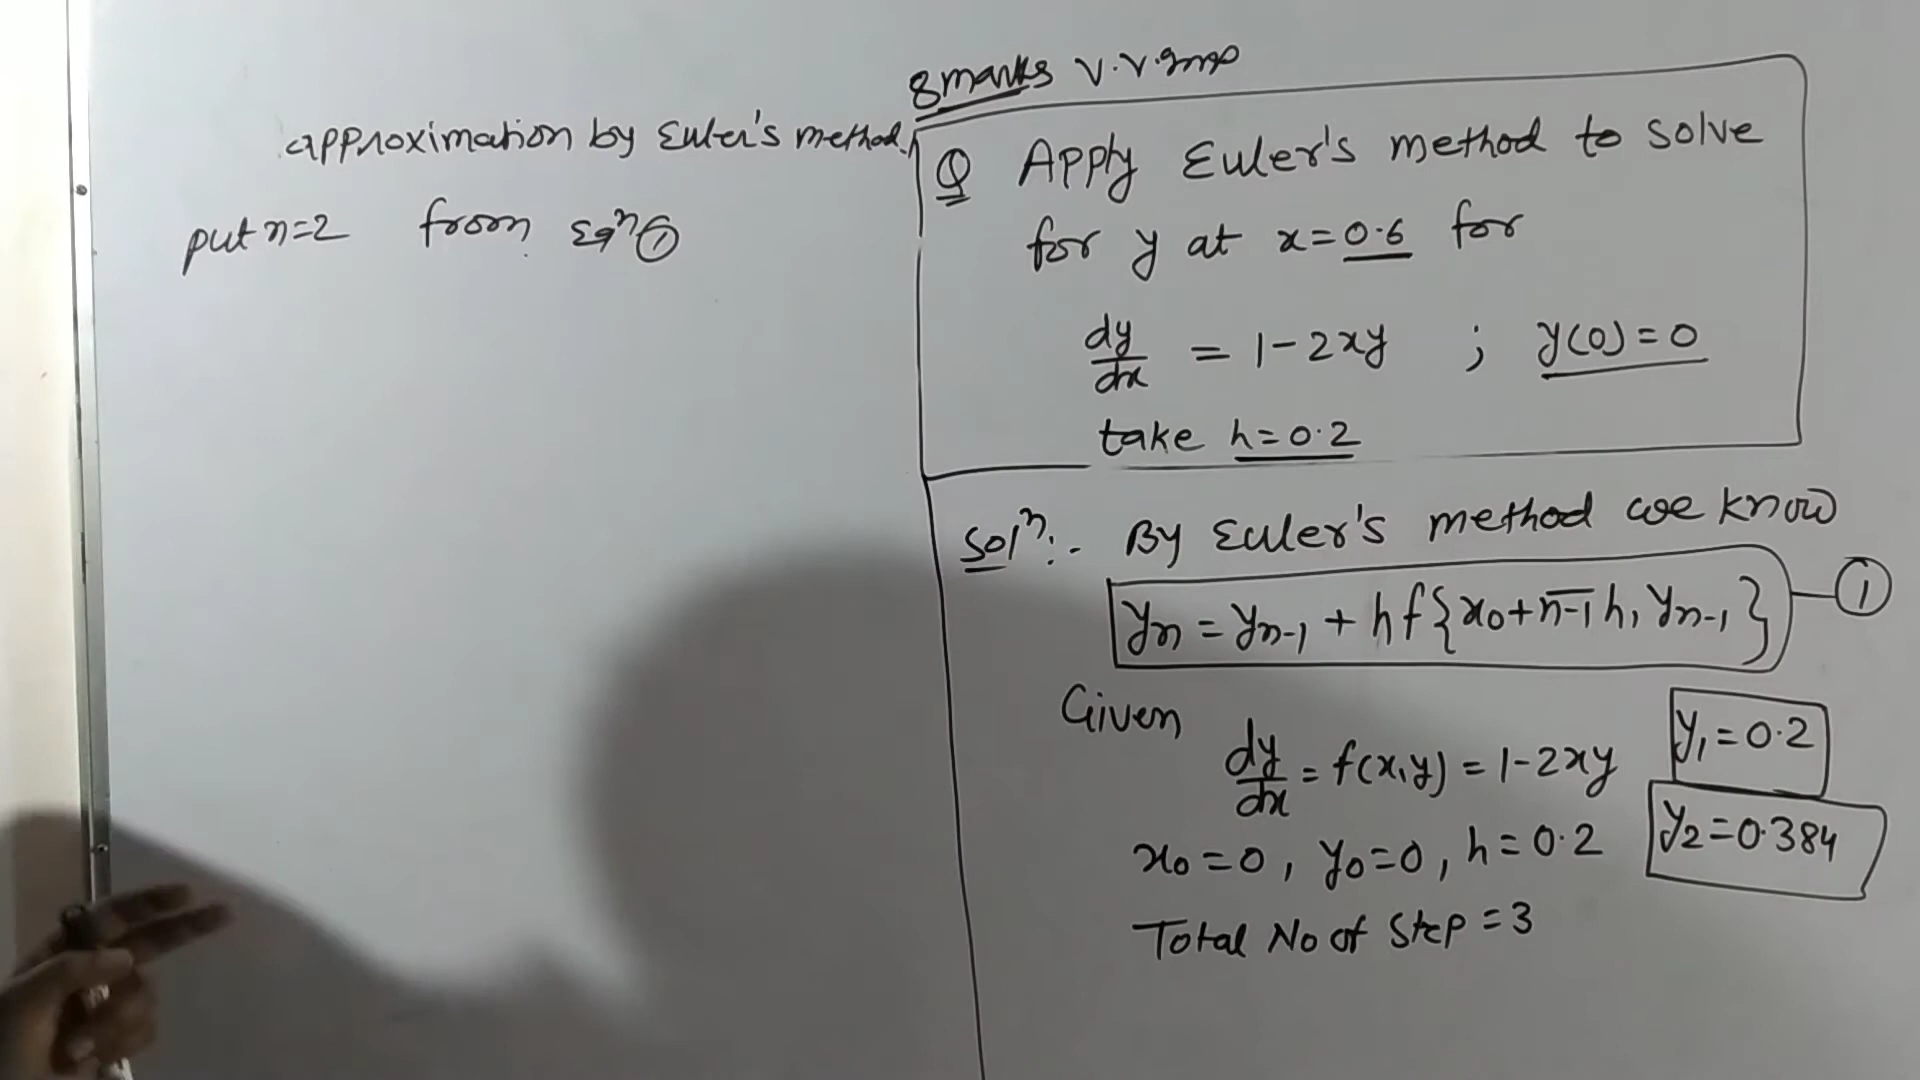 approximation by Euler's method.
put n=2 from Eqⁿ①
8marks V.V.Imp
Q Apply Euler's method to solve
for y at x=0.6 for
dy/dx = 1-2xy ; y(0)=0
take h=0.2
Solⁿ:- By Euler's method we know
yn = yn-1 + hf{x0+n-1 h, yn-1} — ①
Given
dy/dx = f(x,y) = 1-2xy
y1=0.2
x0=0, y0=0, h=0.2
y2=0.384
Total No of Step=3